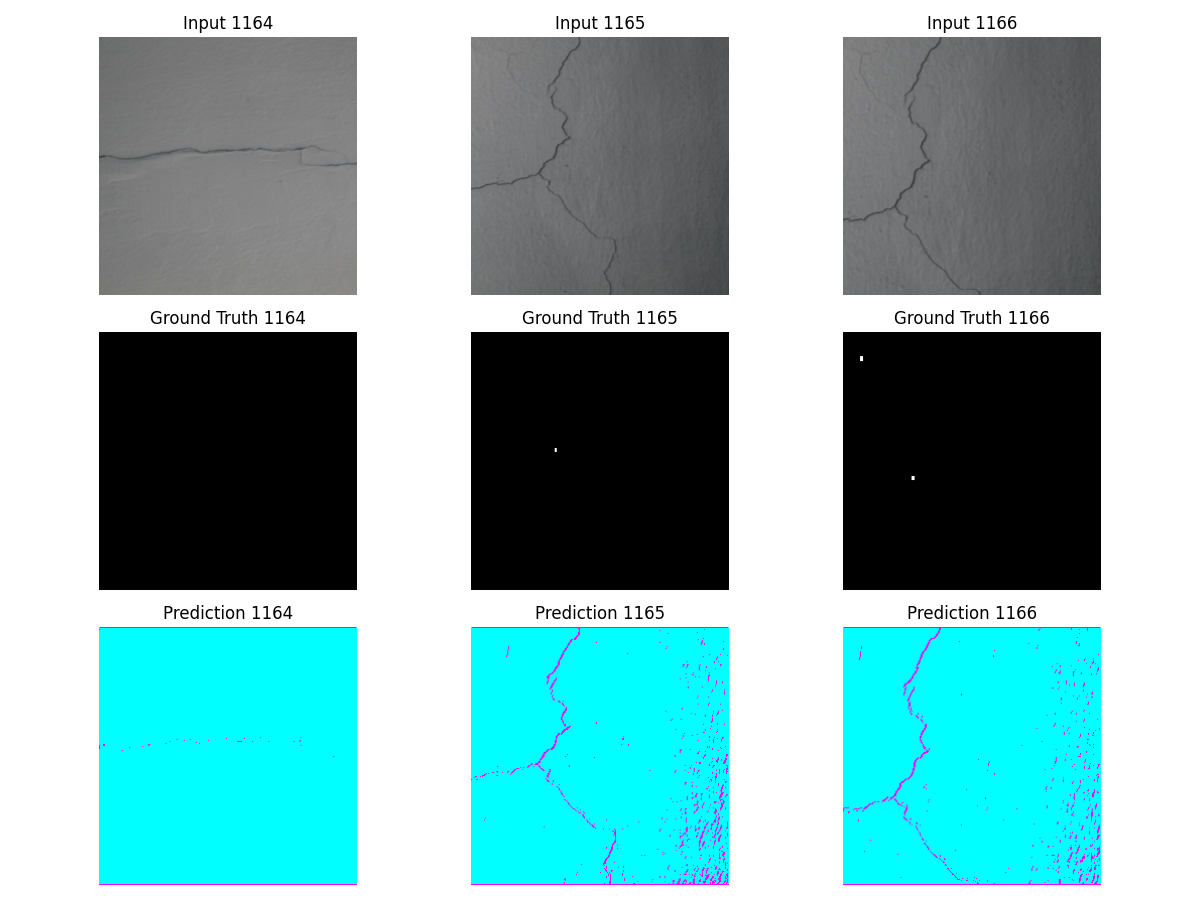 Input 1164
Input 1165
Input 1166
Ground Truth 1164
Ground Truth 1165
Ground Truth 1166
Prediction 1164
Prediction 1165
Prediction 1166